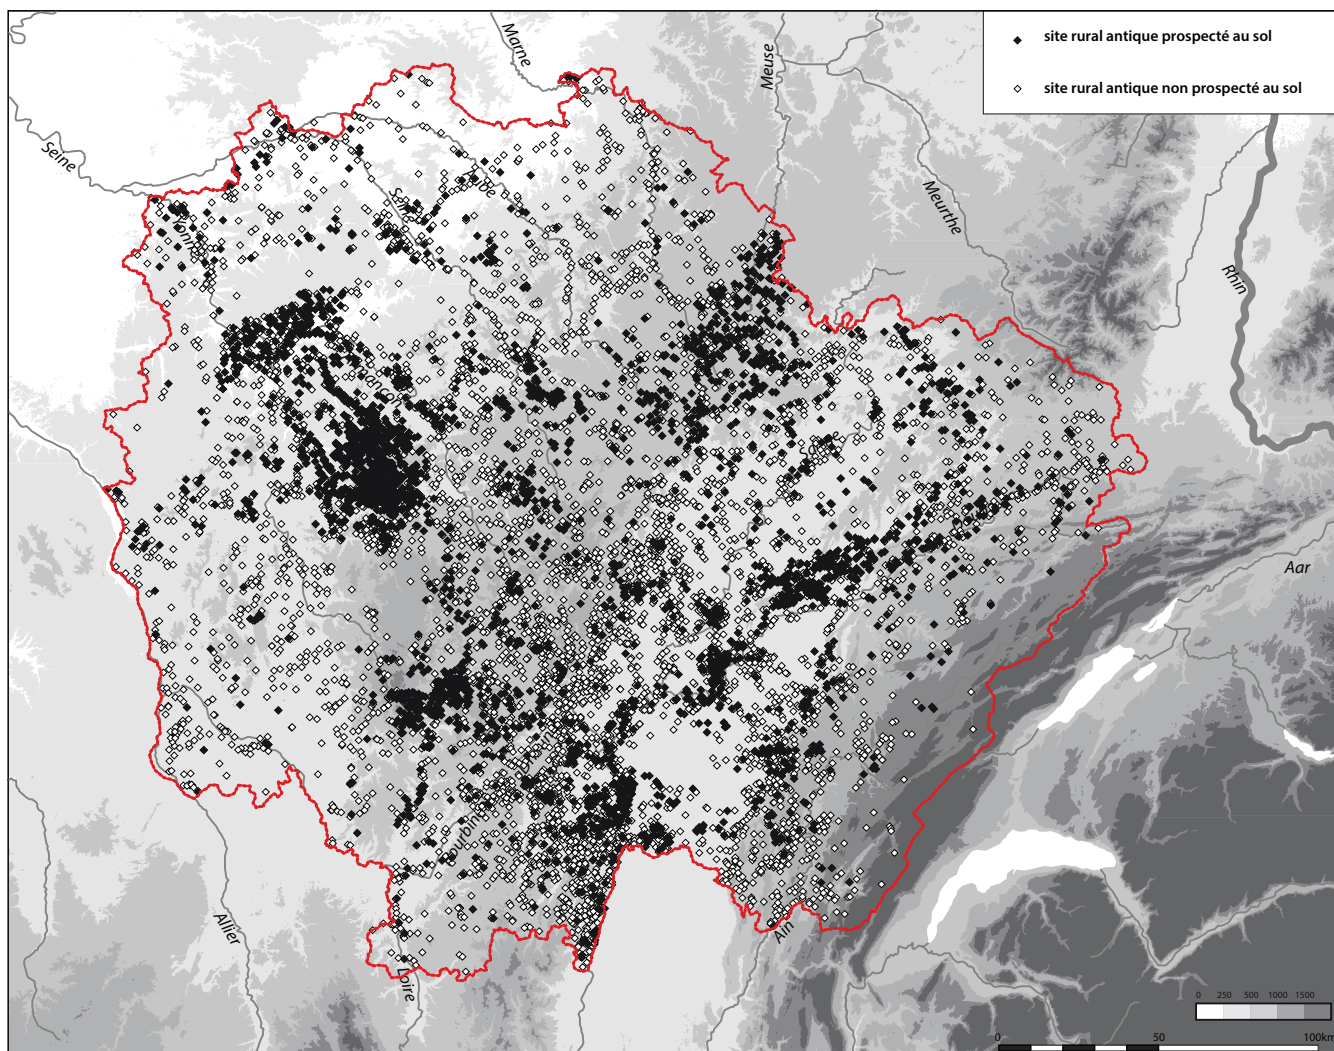 site rural antique prospecté au sol
site rural antique non prospecté au sol
Marne
Meuse
Seine
Meurthe
Rhin
Aube
Aar
Allier
Loire
Ain
0 250 500 1000 1500
0 50 100km